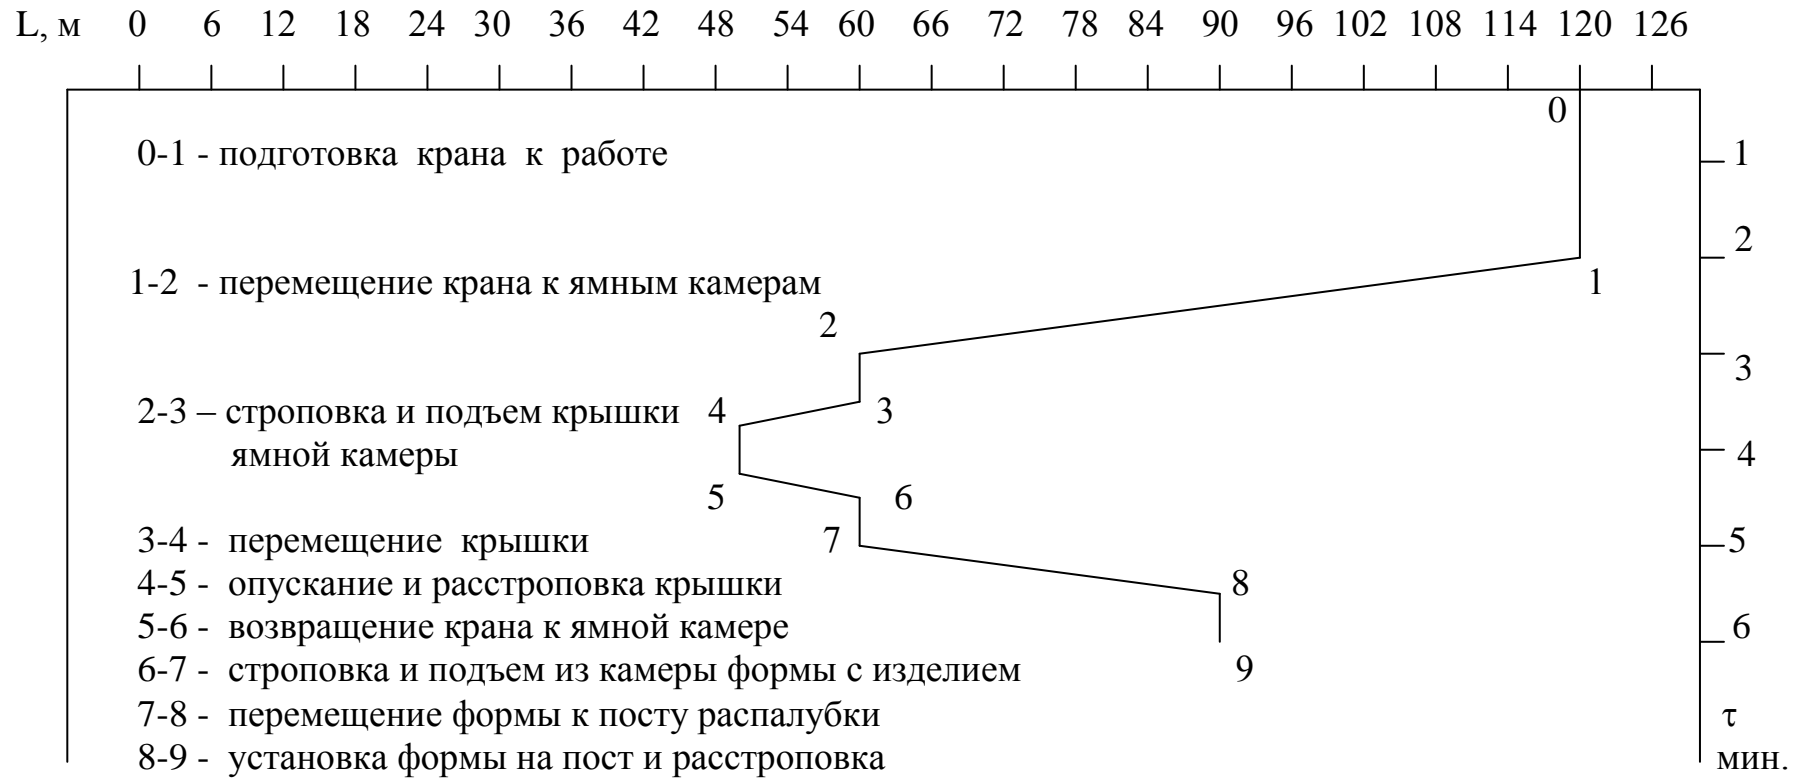 L, м 0 6 12 18 24 30 36 42 48 54 60 66 72 78 84 90 96 102 108 114 120 126
0
0-1 - подготовка крана к работе
1
2
1-2 - перемещение крана к ямным камерам
1
2
3
2-3 – строповка и подъем крышки
ямной камеры
4
3
4
5
6
3-4 - перемещение крышки
7
5
4-5 - опускание и расстроповка крышки
8
5-6 - возвращение крана к ямной камере
6
6-7 - строповка и подъем из камеры формы с изделием
9
7-8 - перемещение формы к посту распалубки
τ
8-9 - установка формы на пост и расстроповка
мин.